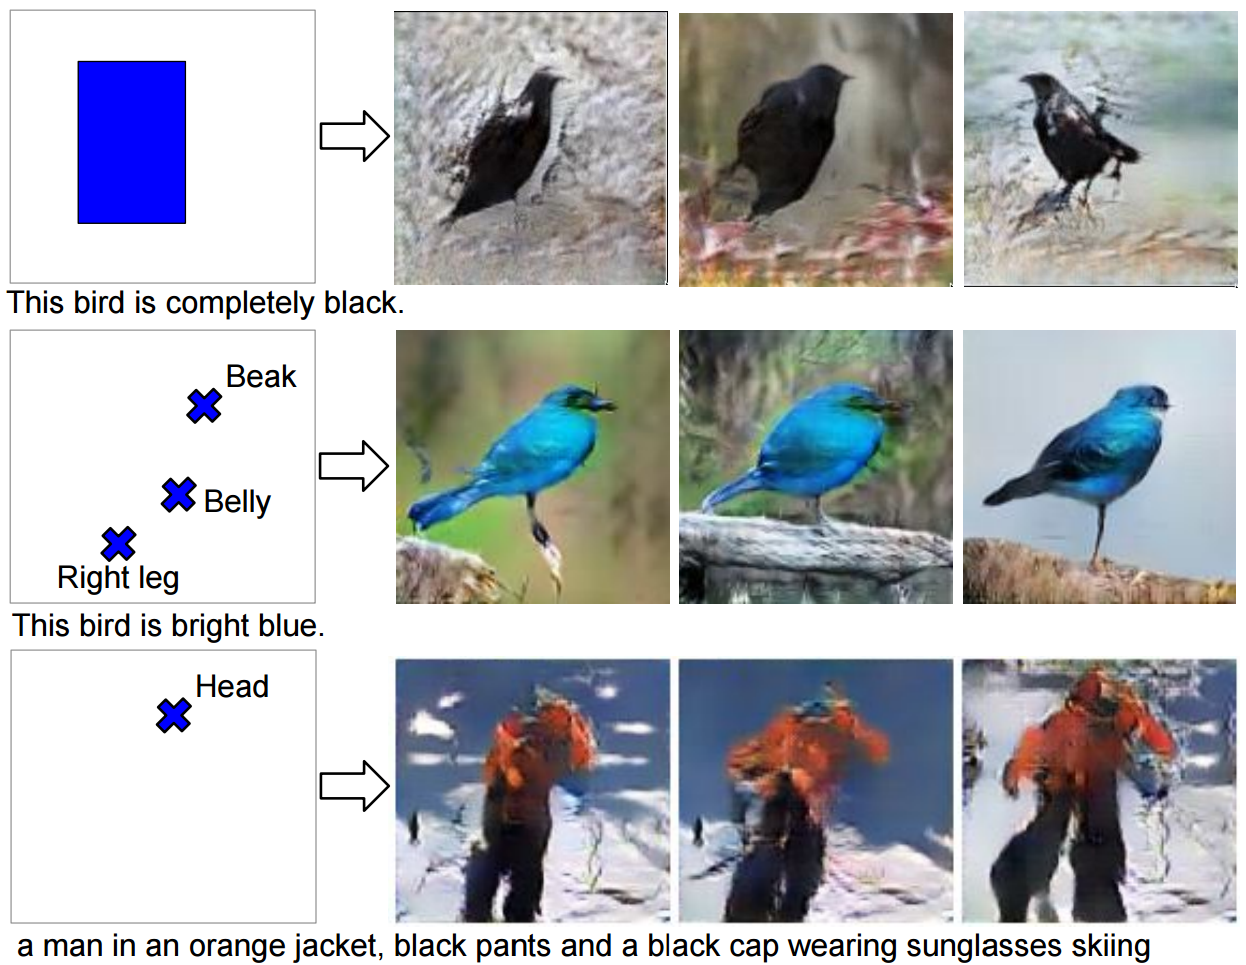 This bird is completely black.
Beak
Belly
Right leg
This bird is bright blue.
Head
a man in an orange jacket, black pants and a black cap wearing sunglasses skiing